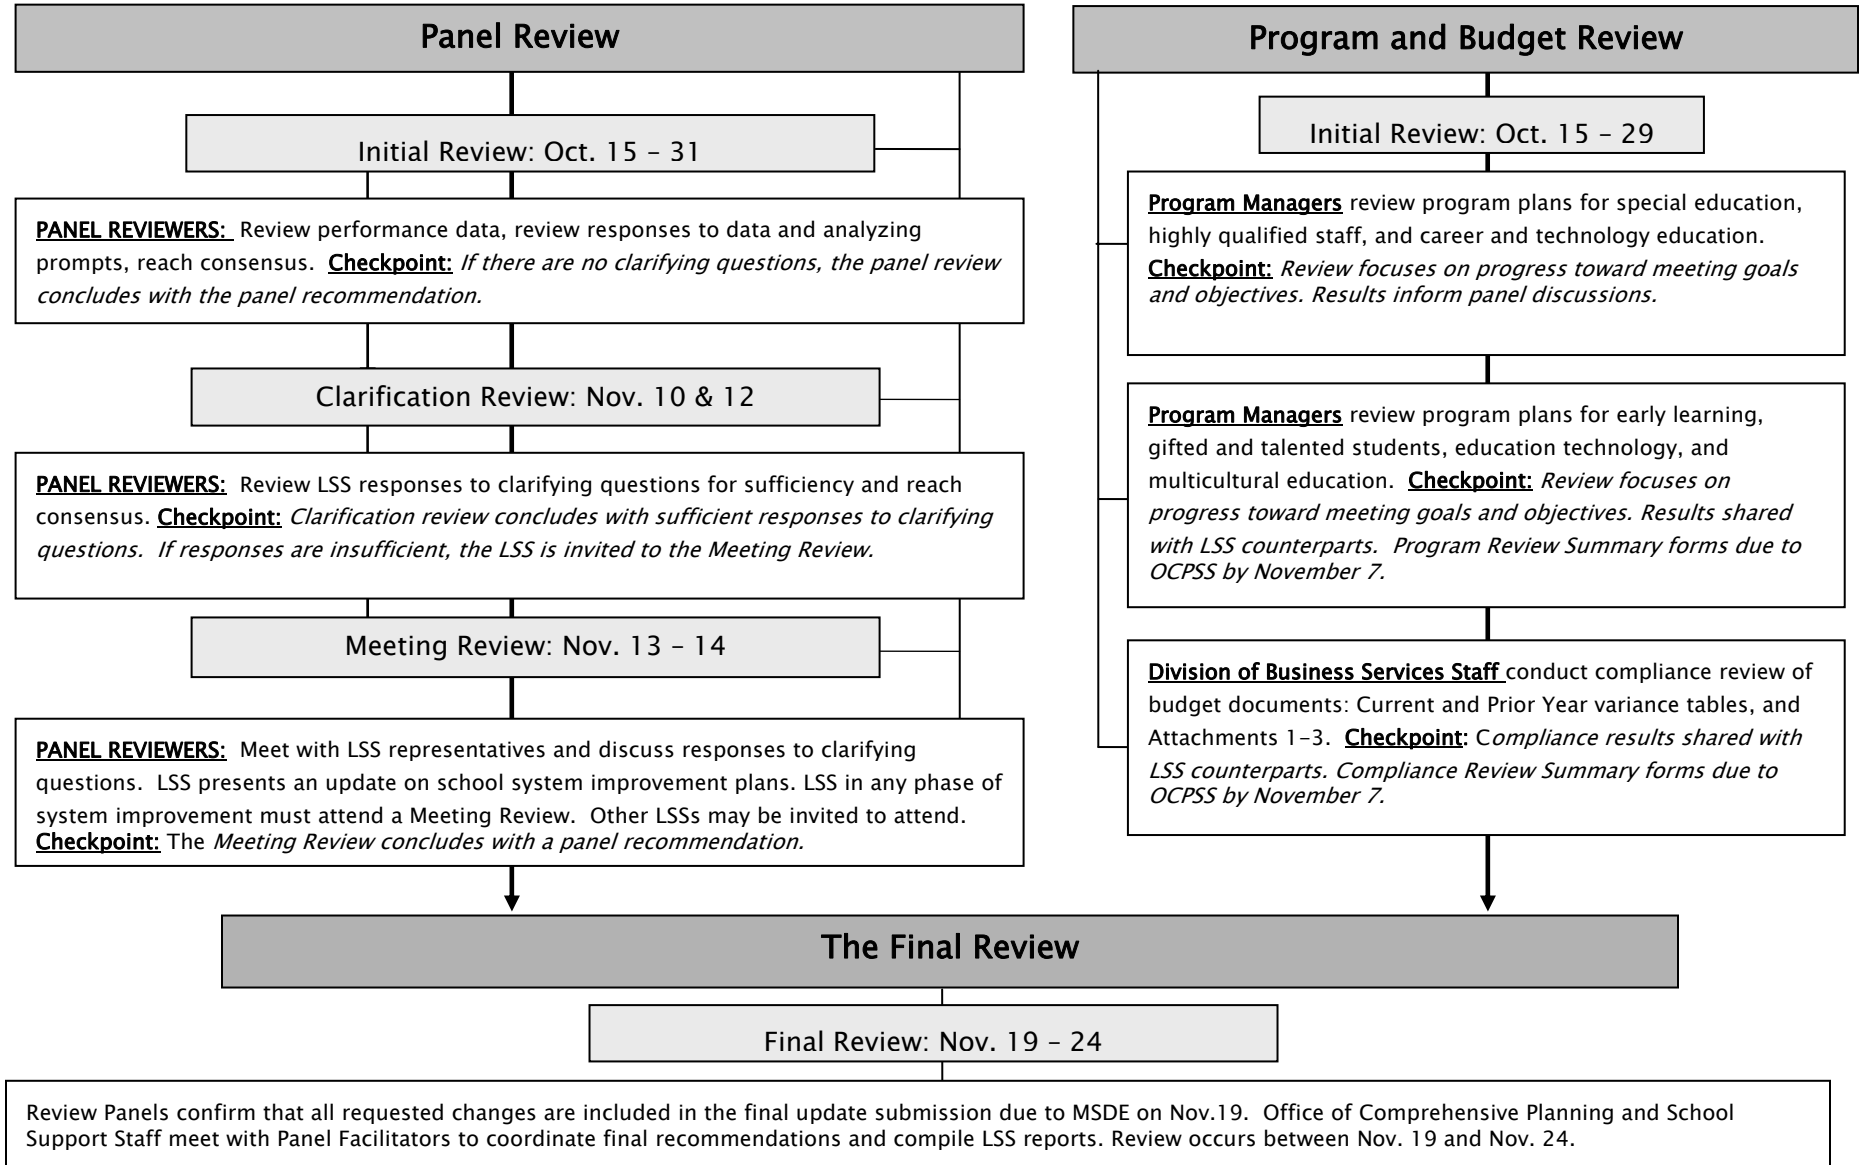 Panel Review
Initial Review: Oct. 15 – 31
PANEL REVIEWERS:  Review performance data, review responses to data and analyzing
prompts, reach consensus.  Checkpoint: If there are no clarifying questions, the panel review
concludes with the panel recommendation.
Clarification Review: Nov. 10 & 12
PANEL REVIEWERS:  Review LSS responses to clarifying questions for sufficiency and reach
consensus. Checkpoint: Clarification review concludes with sufficient responses to clarifying
questions.  If responses are insufficient, the LSS is invited to the Meeting Review.
Meeting Review: Nov. 13 – 14
PANEL REVIEWERS:  Meet with LSS representatives and discuss responses to clarifying
questions.  LSS presents an update on school system improvement plans. LSS in any phase of
system improvement must attend a Meeting Review.  Other LSSs may be invited to attend.
Checkpoint: The Meeting Review concludes with a panel recommendation.
Program and Budget Review
Initial Review: Oct. 15 – 29
Program Managers review program plans for special education,
highly qualified staff, and career and technology education.
Checkpoint: Review focuses on progress toward meeting goals
and objectives. Results inform panel discussions.
Program Managers review program plans for early learning,
gifted and talented students, education technology, and
multicultural education.  Checkpoint: Review focuses on
progress toward meeting goals and objectives. Results shared
with LSS counterparts.  Program Review Summary forms due to
OCPSS by November 7.
Division of Business Services Staff conduct compliance review of
budget documents: Current and Prior Year variance tables, and
Attachments 1-3.  Checkpoint: Compliance results shared with
LSS counterparts. Compliance Review Summary forms due to
OCPSS by November 7.
The Final Review
Final Review: Nov. 19 – 24
Review Panels confirm that all requested changes are included in the final update submission due to MSDE on Nov.19.  Office of Comprehensive Planning and School
Support Staff meet with Panel Facilitators to coordinate final recommendations and compile LSS reports. Review occurs between Nov. 19 and Nov. 24.